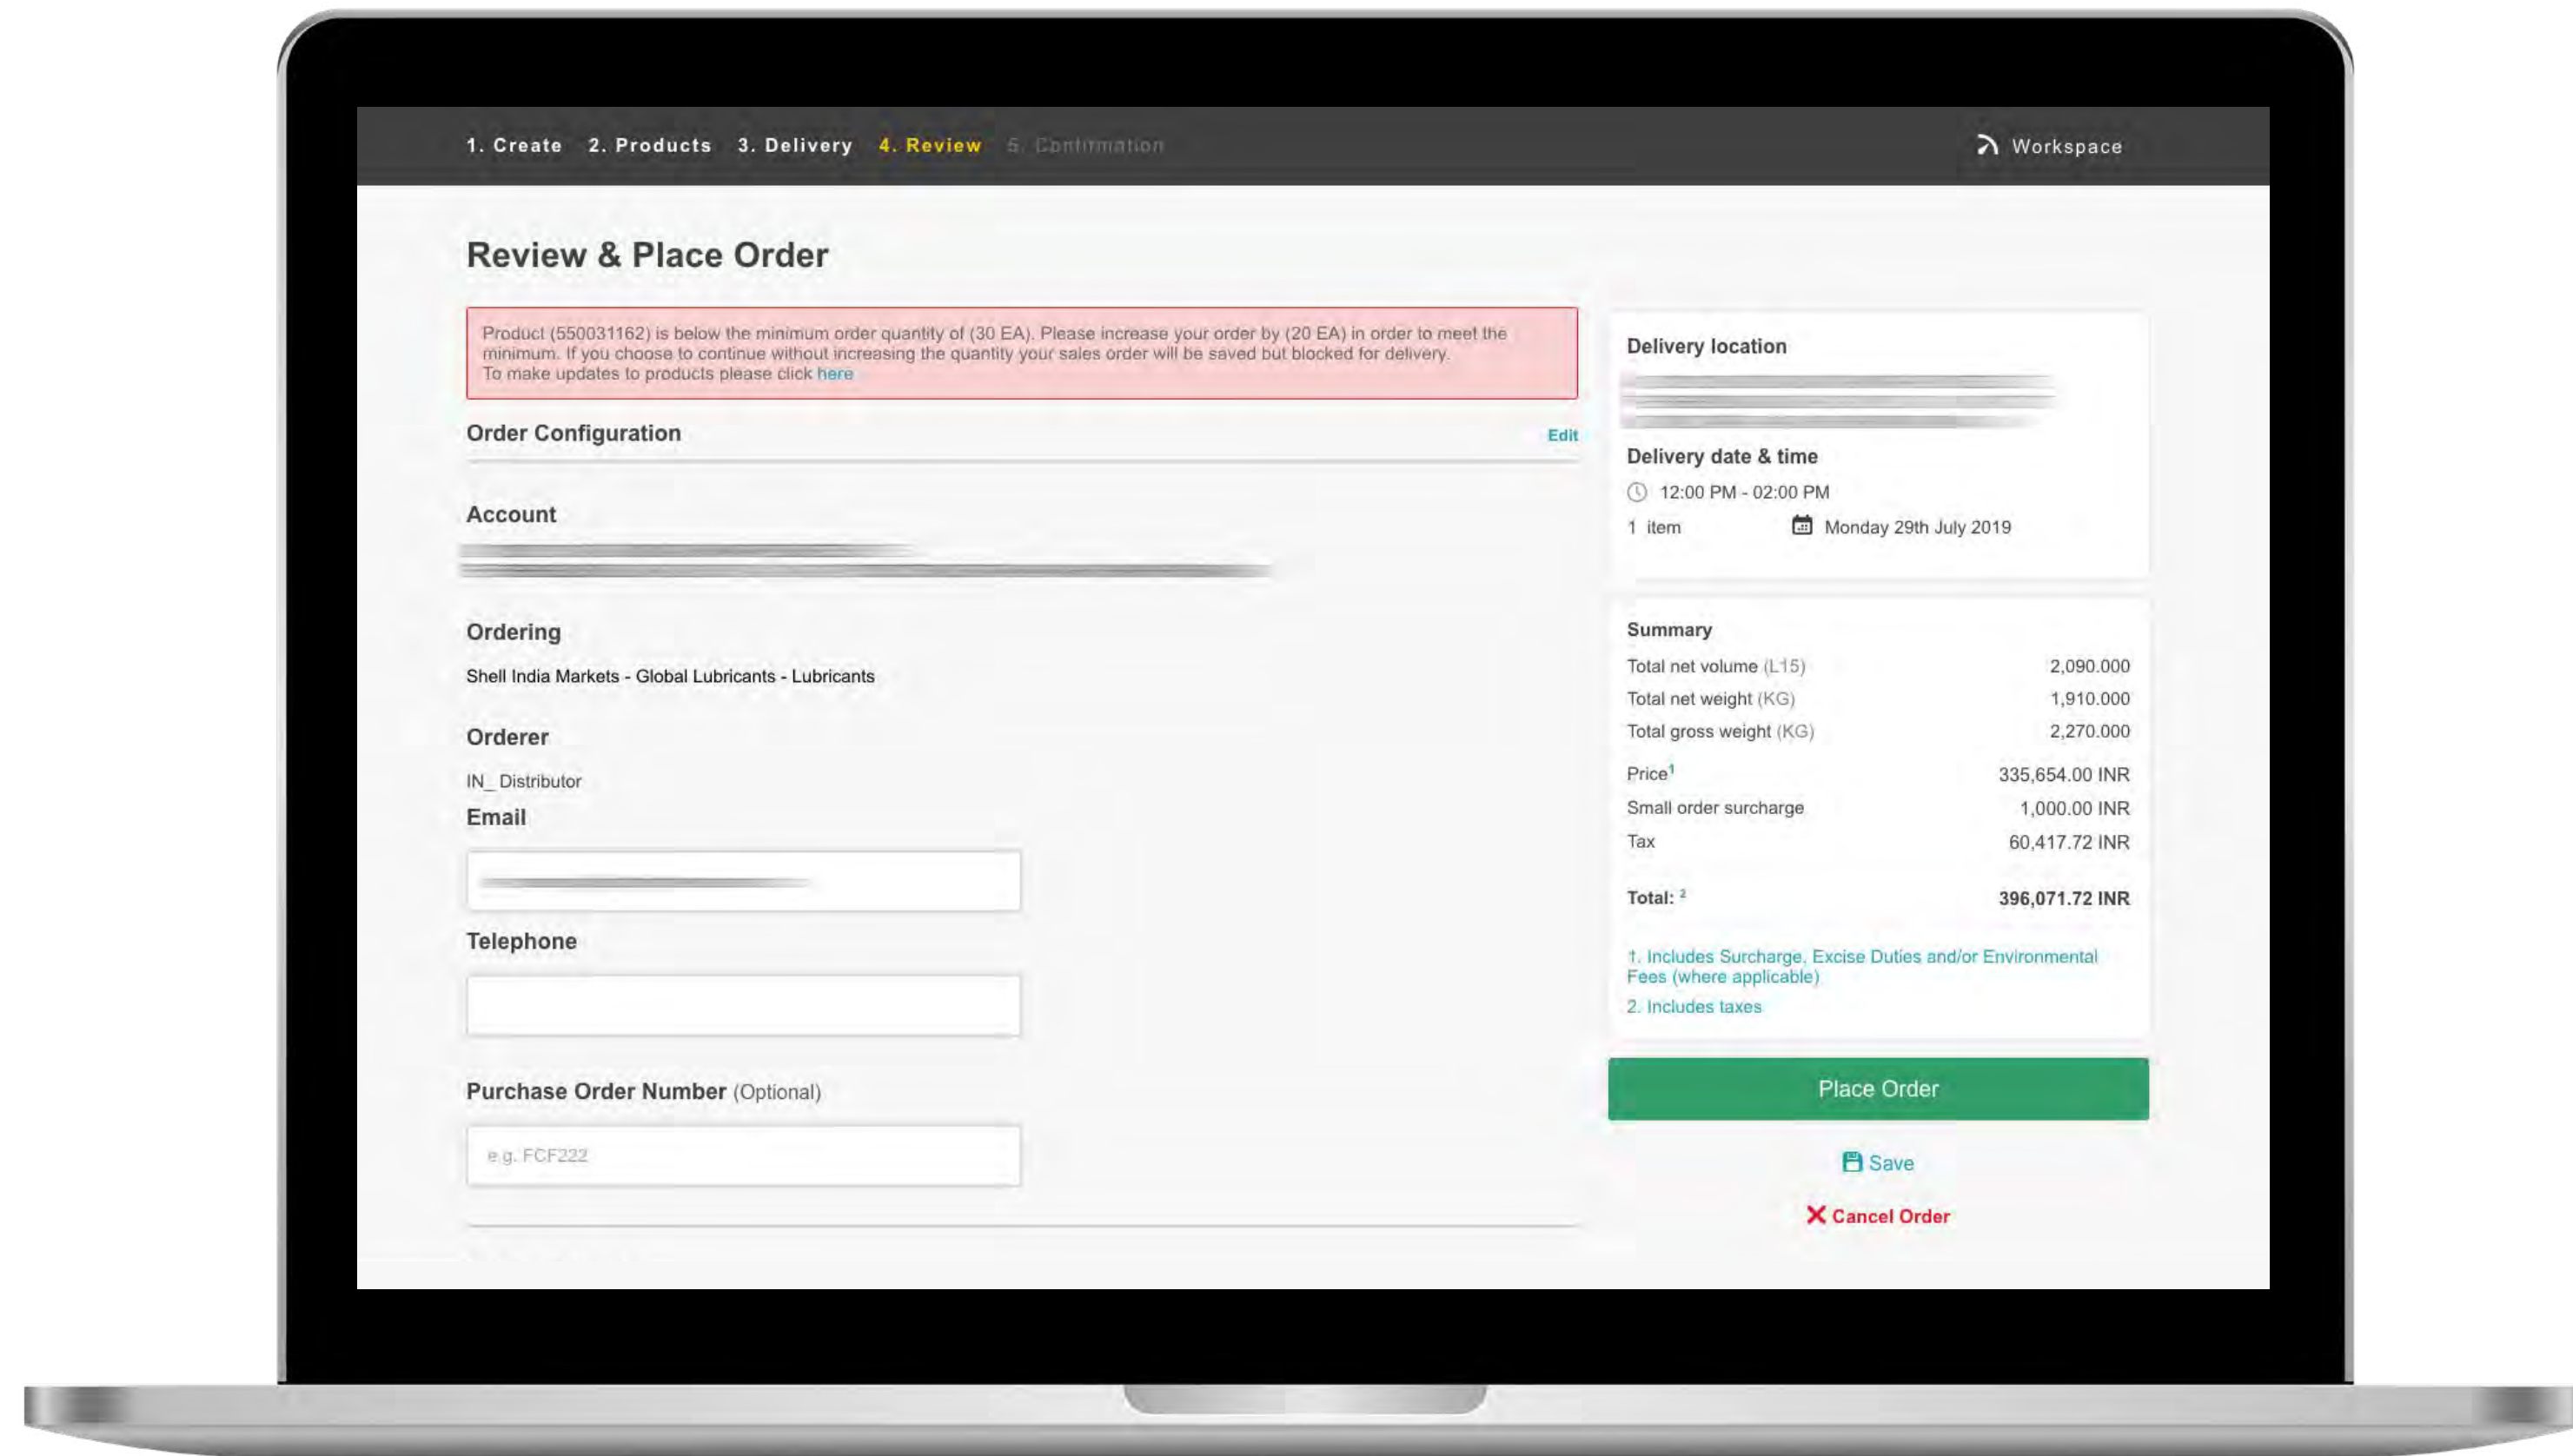 1. Create 2. Products 3. Delivery 4. Review 5. Confirmation
Workspace
Review & Place Order
Product (550031162) is below the minimum order quantity of (30 EA). Please increase your order by (20 EA) in order to meet the
minimum. If you choose to continue without increasing the quantity your sales order will be saved but blocked for delivery.
To make updates to products please click here
Order Configuration
Edit
Account
Ordering
Shell India Markets - Global Lubricants - Lubricants
Orderer
IN_ Distributor
Email
Telephone
Purchase Order Number (Optional)
e.g. FCF222
Delivery location
Delivery date & time
12:00 PM - 02:00 PM
1 item
Monday 29th July 2019
Summary
Total net volume (L15) 2,090.000
Total net weight (KG) 1,910.000
Total gross weight (KG) 2,270.000
Price¹ 335,654.00 INR
Small order surcharge 1,000.00 INR
Tax 60,417.72 INR
Total: ² 396,071.72 INR
1. Includes Surcharge, Excise Duties and/or Environmental
Fees (where applicable)
2. Includes taxes
Place Order
Save
Cancel Order